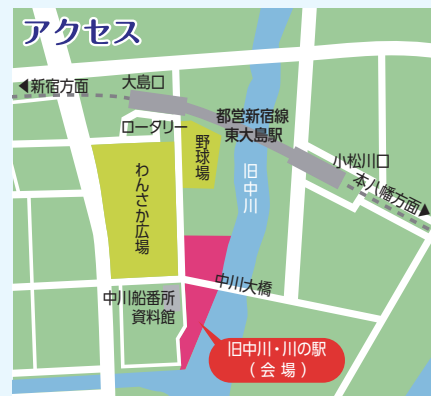 アクセス
◀新宿方面
大島口
都営新宿線
東大島駅
ロータリー
野球場
小松川口
本八幡方面▶
わんさか広場
旧中川
中川大橋
中川船番所
資料館
旧中川・川の駅
(会場)